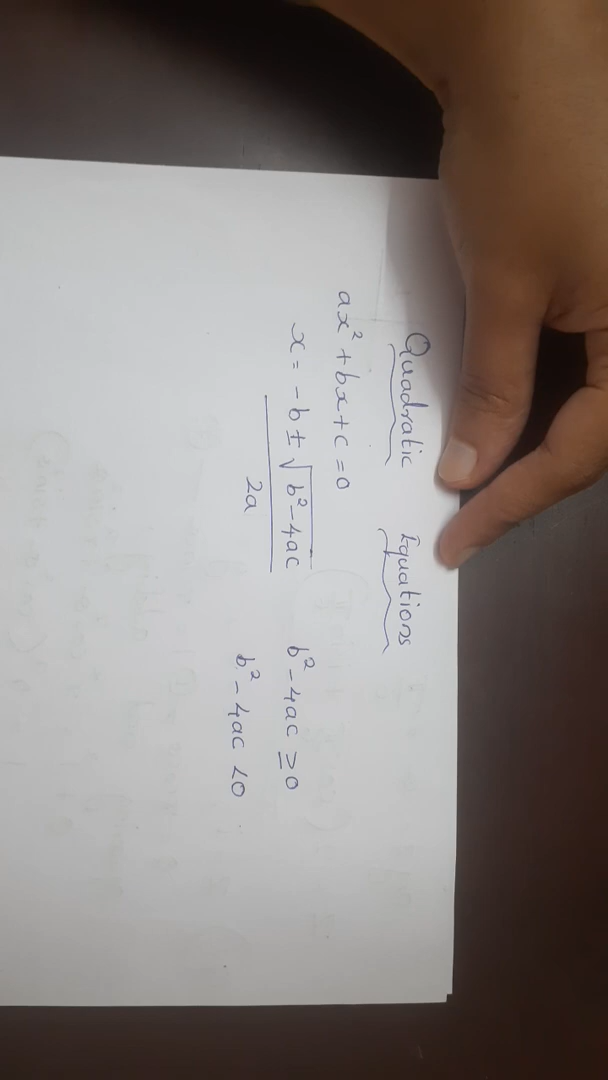 Quadratic Equations
ax² + bx + c = 0
x = -b ± √b² - 4ac b² - 4ac ≥ 0
2a b² - 4ac < 0